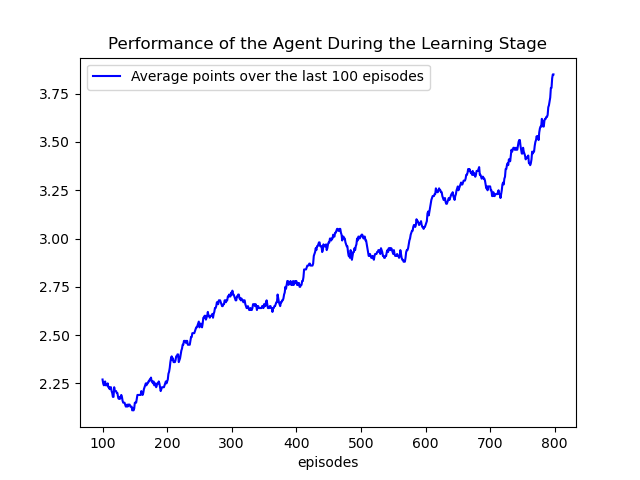 Performance of the Agent During the Learning Stage
Average points over the last 100 episodes
3.75
3.50
3.25
3.00
2.75
2.50
2.25
100 200 300 400 500 600 700 800
episodes